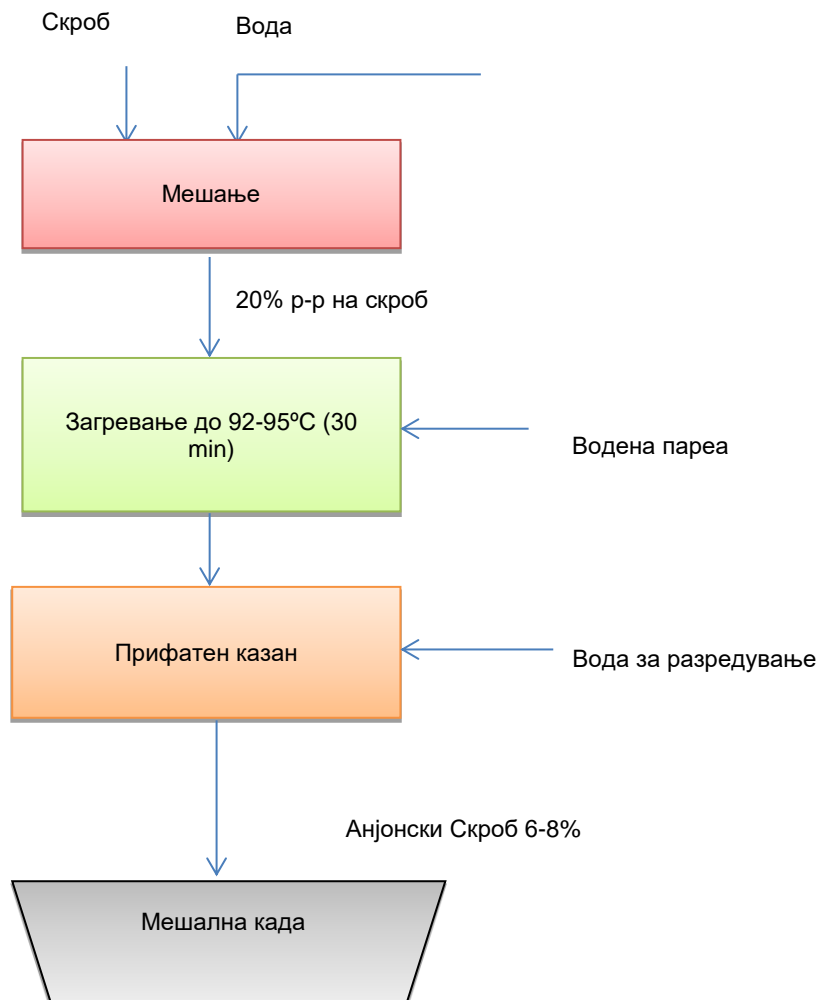 Скроб
Вода
Мешање
20% р-р на скроб
Загревање до 92-95ºC (30
min)
Водена пареа
Прифатен казан
Вода за разредување
Анјонски Скроб 6-8%
Мешална када